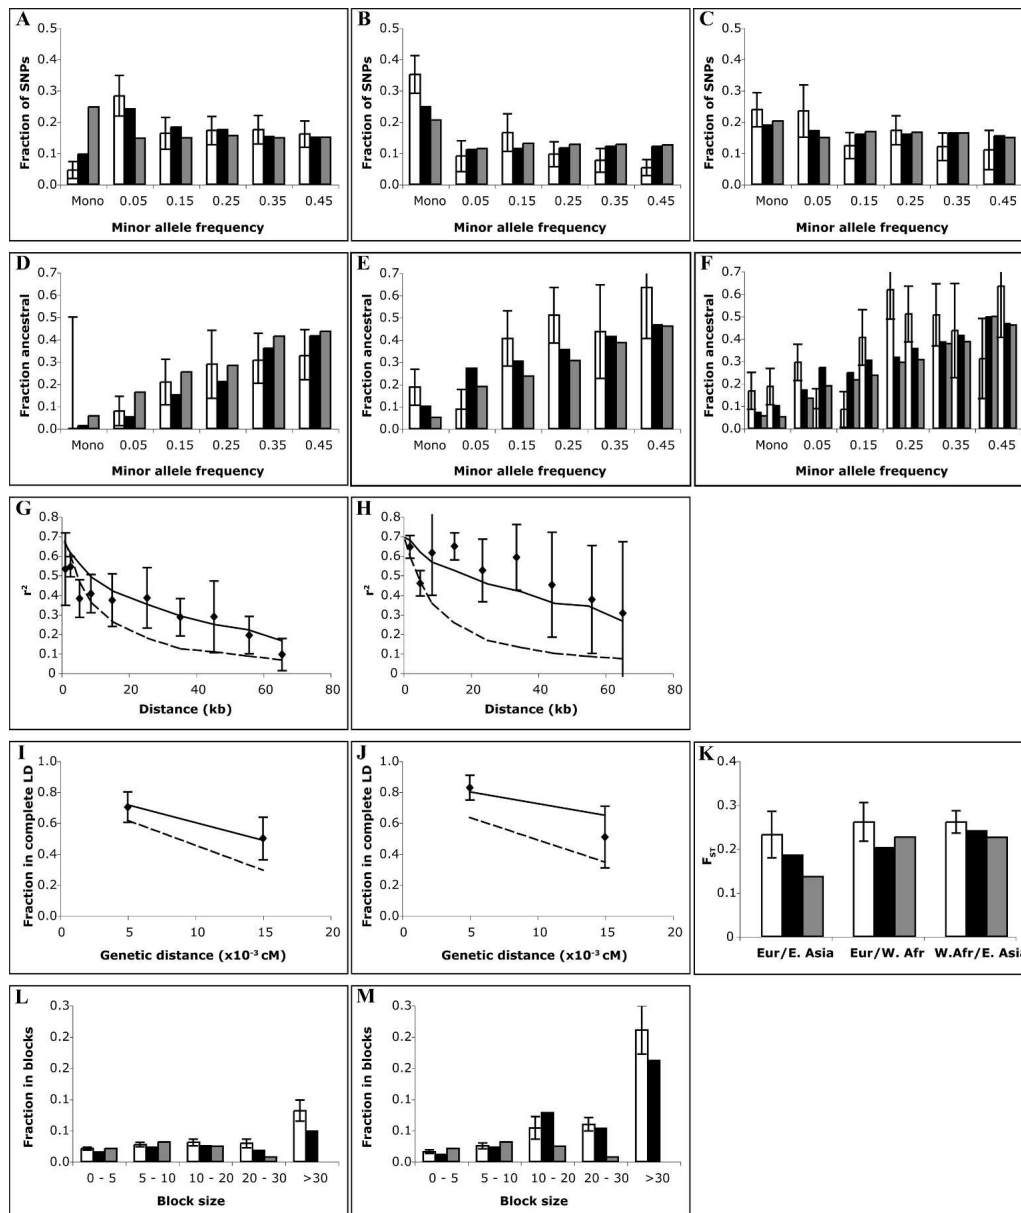 A
Fraction of SNPs
0.5
0.4
0.3
0.2
0.1
0.0
Mono 0.05 0.15 0.25 0.35 0.45
Minor allele frequency
B
Fraction of SNPs
0.5
0.4
0.3
0.2
0.1
0.0
Mono 0.05 0.15 0.25 0.35 0.45
Minor allele frequency
C
Fraction of SNPs
0.5
0.4
0.3
0.2
0.1
0.0
Mono 0.05 0.15 0.25 0.35 0.45
Minor allele frequency
D
Fraction ancestral
0.7
0.6
0.5
0.4
0.3
0.2
0.1
0.0
Mono 0.05 0.15 0.25 0.35 0.45
Minor allele frequency
E
Fraction ancestral
0.7
0.6
0.5
0.4
0.3
0.2
0.1
0.0
Mono 0.05 0.15 0.25 0.35 0.45
Minor allele frequency
F
Fraction ancestral
0.7
0.6
0.5
0.4
0.3
0.2
0.1
0.0
Mono 0.05 0.15 0.25 0.35 0.45
Minor allele frequency
G
r²
0.8
0.7
0.6
0.5
0.4
0.3
0.2
0.1
0
0 20 40 60 80
Distance (kb)
H
r²
0.8
0.7
0.6
0.5
0.4
0.3
0.2
0.1
0
0 20 40 60 80
Distance (kb)
I
Fraction in complete LD
1.0
0.8
0.6
0.4
0.2
0.0
0 5 10 15 20
Genetic distance (x10⁻³ cM)
J
Fraction in complete LD
1.0
0.8
0.6
0.4
0.2
0.0
0 5 10 15 20
Genetic distance (x10⁻³ cM)
K
F_ST
0.4
0.3
0.2
0.1
0
Eur/E. Asia Eur/W. Afr W.Afr/E. Asia
L
Fraction in blocks
0.3
0.2
0.2
0.1
0.1
0.0
0 - 5 5 - 10 10 - 20 20 - 30 >30
Block size
M
Fraction in blocks
0.3
0.2
0.2
0.1
0.1
0.0
0 - 5 5 - 10 10 - 20 20 - 30 >30
Block size